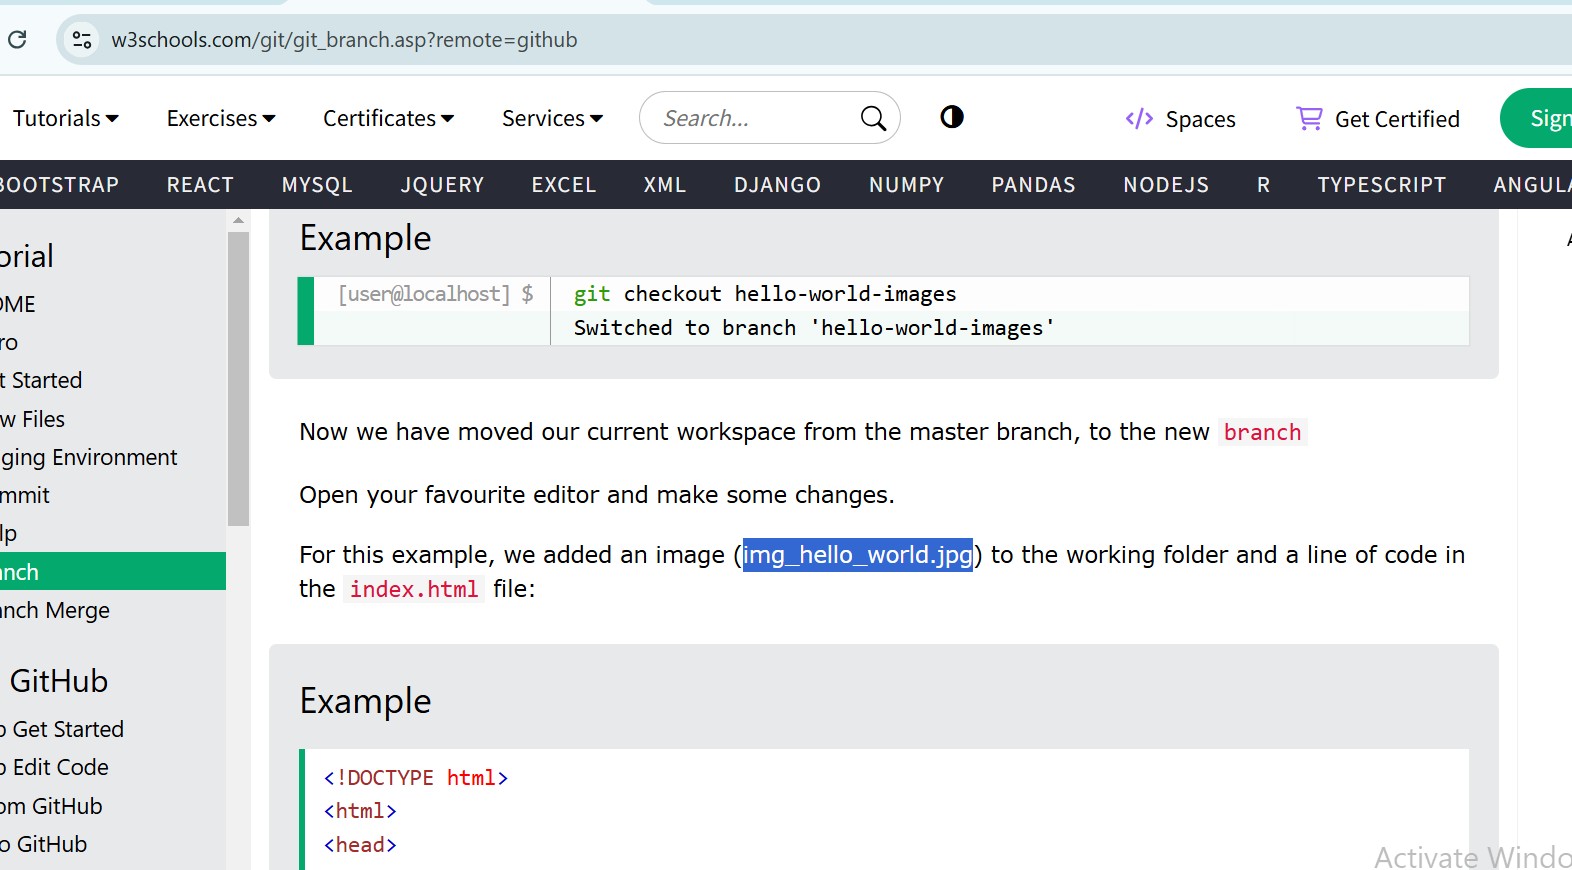 w3schools.com/git/git_branch.asp?remote=github
Tutorials Exercises Certificates Services Search... Spaces Get Certified Sign
BOOTSTRAP REACT MYSQL JQUERY EXCEL XML DJANGO NUMPY PANDAS NODEJS R TYPESCRIPT ANGULA
orial
OME
ro
t Started
w Files
ging Environment
mmit
lp
nch
nch Merge
GitHub
o Get Started
o Edit Code
om GitHub
o GitHub
Example
[user@localhost] $ git checkout hello-world-images
Switched to branch 'hello-world-images'
Now we have moved our current workspace from the master branch, to the new branch
Open your favourite editor and make some changes.
For this example, we added an image (img_hello_world.jpg) to the working folder and a line of code in
the index.html file:
Example
<!DOCTYPE html>
<html>
<head>
Activate Windo